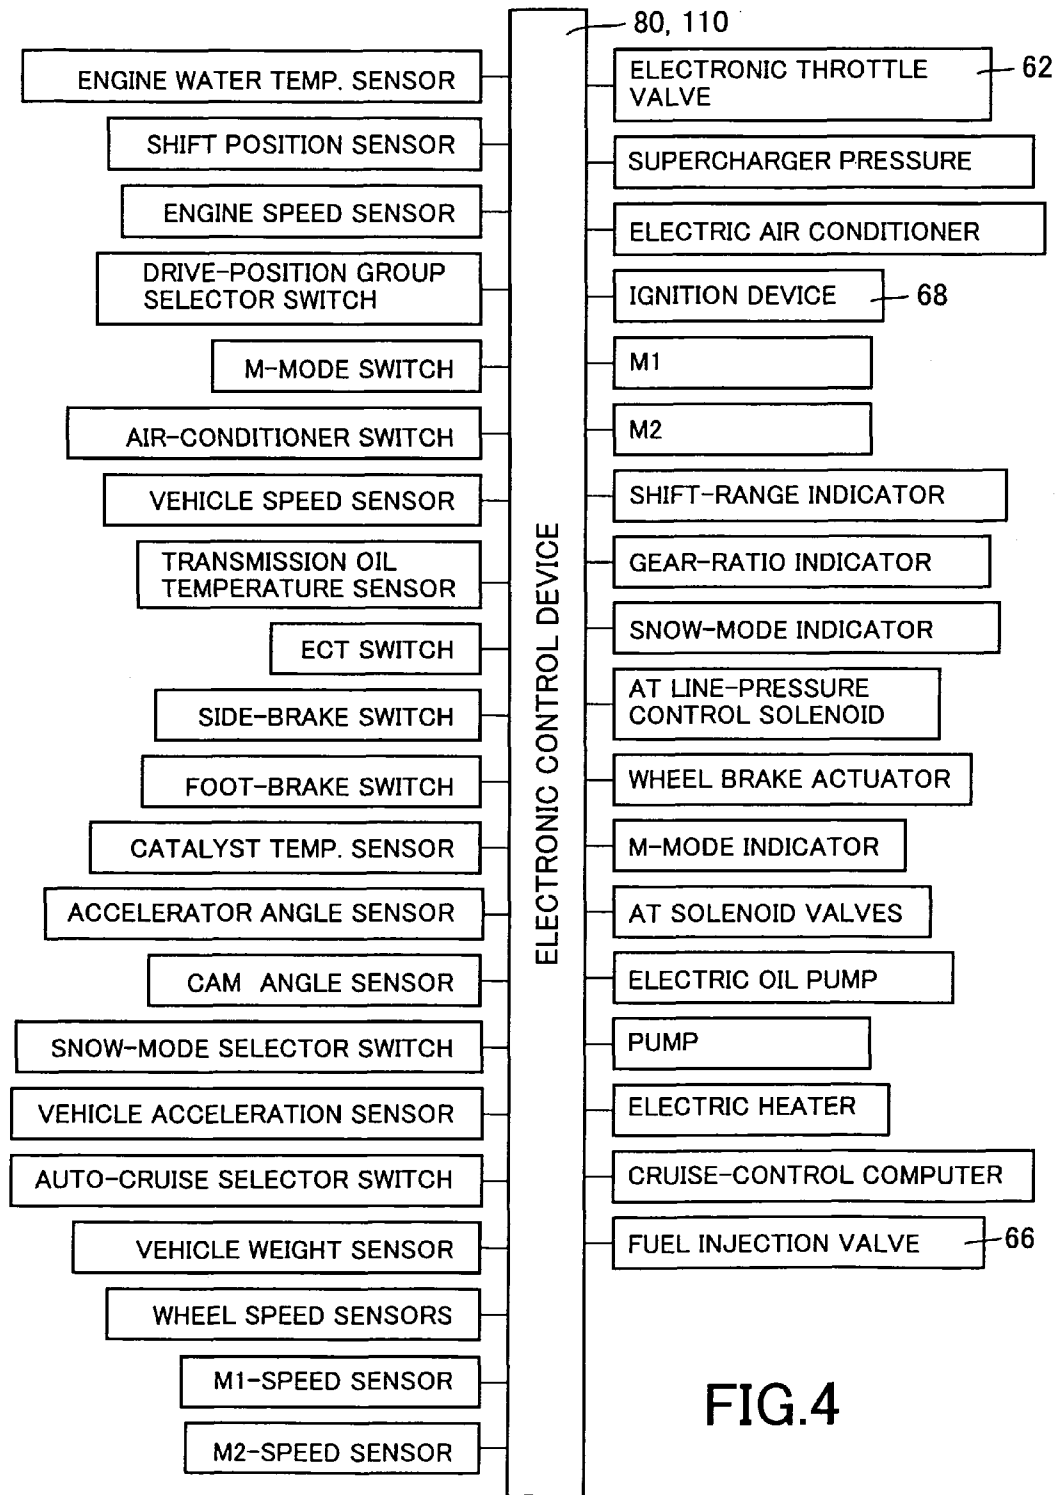 80, 110
ENGINE WATER TEMP. SENSOR
SHIFT POSITION SENSOR
ENGINE SPEED SENSOR
DRIVE-POSITION GROUP
SELECTOR SWITCH
M-MODE SWITCH
AIR-CONDITIONER SWITCH
VEHICLE SPEED SENSOR
TRANSMISSION OIL
TEMPERATURE SENSOR
ECT SWITCH
SIDE-BRAKE SWITCH
FOOT-BRAKE SWITCH
CATALYST TEMP. SENSOR
ACCELERATOR ANGLE SENSOR
CAM ANGLE SENSOR
SNOW-MODE SELECTOR SWITCH
VEHICLE ACCELERATION SENSOR
AUTO-CRUISE SELECTOR SWITCH
VEHICLE WEIGHT SENSOR
WHEEL SPEED SENSORS
M1-SPEED SENSOR
M2-SPEED SENSOR
ELECTRONIC CONTROL DEVICE
ELECTRONIC THROTTLE
VALVE
62
SUPERCHARGER PRESSURE
ELECTRIC AIR CONDITIONER
IGNITION DEVICE
68
M1
M2
SHIFT-RANGE INDICATOR
GEAR-RATIO INDICATOR
SNOW-MODE INDICATOR
AT LINE-PRESSURE
CONTROL SOLENOID
WHEEL BRAKE ACTUATOR
M-MODE INDICATOR
AT SOLENOID VALVES
ELECTRIC OIL PUMP
PUMP
ELECTRIC HEATER
CRUISE-CONTROL COMPUTER
FUEL INJECTION VALVE
66
FIG.4